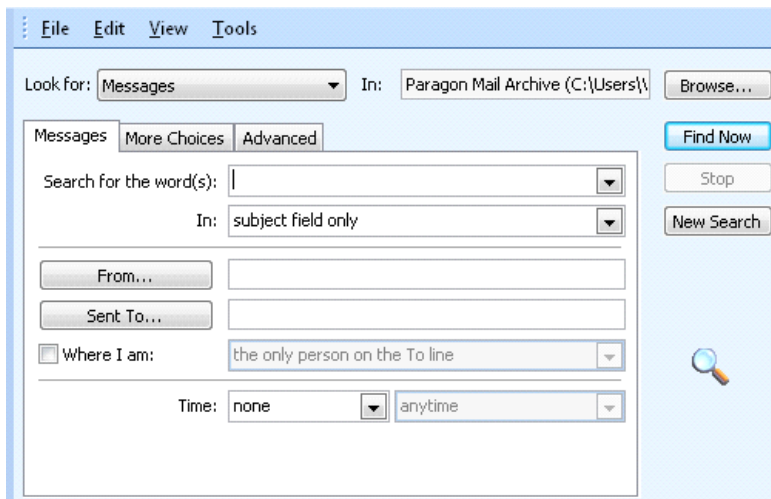 File Edit View Tools
Look for: Messages In: Paragon Mail Archive (C:\Users\\ Browse...
Messages More Choices Advanced Find Now
Search for the word(s): Stop
In: subject field only New Search
From...
Sent To...
Where I am: the only person on the To line
Time: none anytime